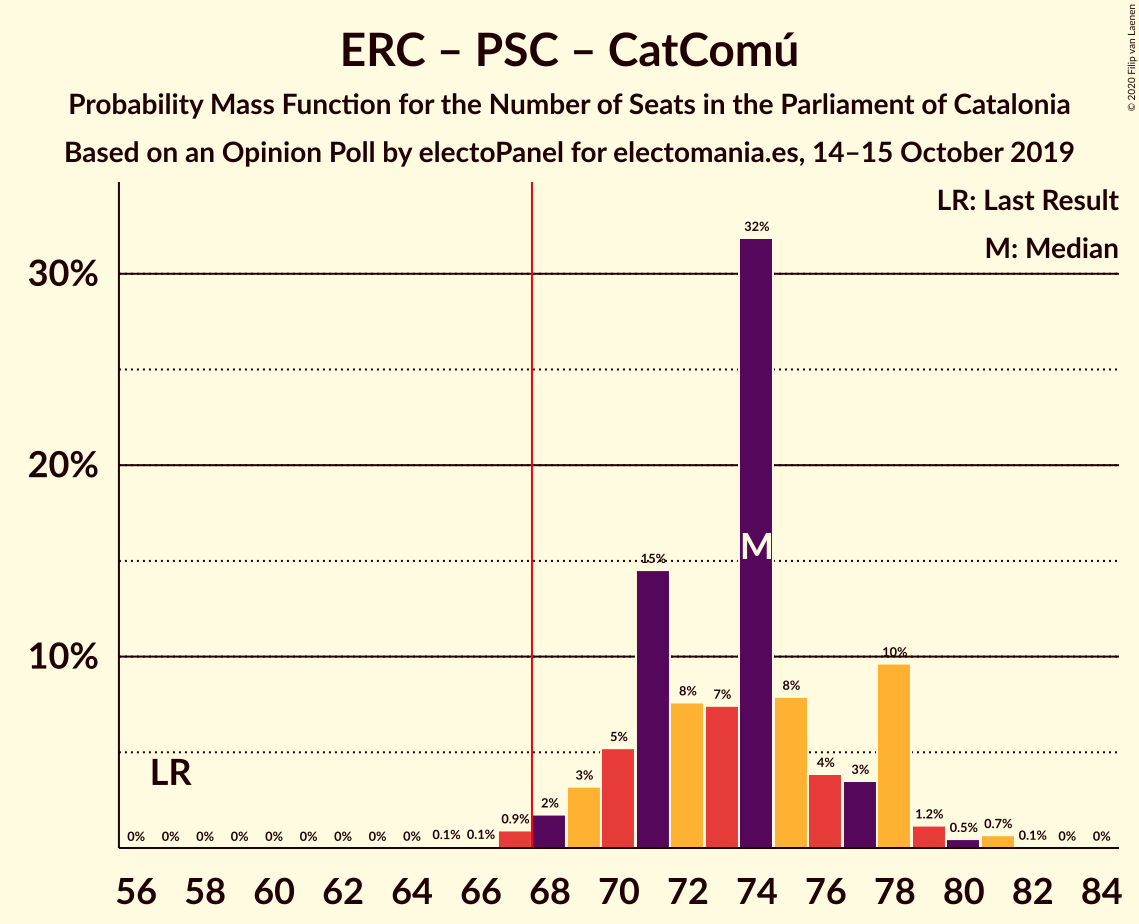 ERC – PSC – CatComú
Probability Mass Function for the Number of Seats in the Parliament of Catalonia
Based on an Opinion Poll by electoPanel for electomania.es, 14–15 October 2019
© 2020 Filip van Laenen
LR: Last Result
M: Median
30%
20%
10%
LR
M
0% 0% 0% 0% 0% 0% 0% 0% 0% 0.1% 0.1% 0.9% 2% 3% 5% 15% 8% 7% 32% 8% 4% 3% 10% 1.2% 0.5% 0.7% 0.1% 0% 0%
56 58 60 62 64 66 68 70 72 74 76 78 80 82 84